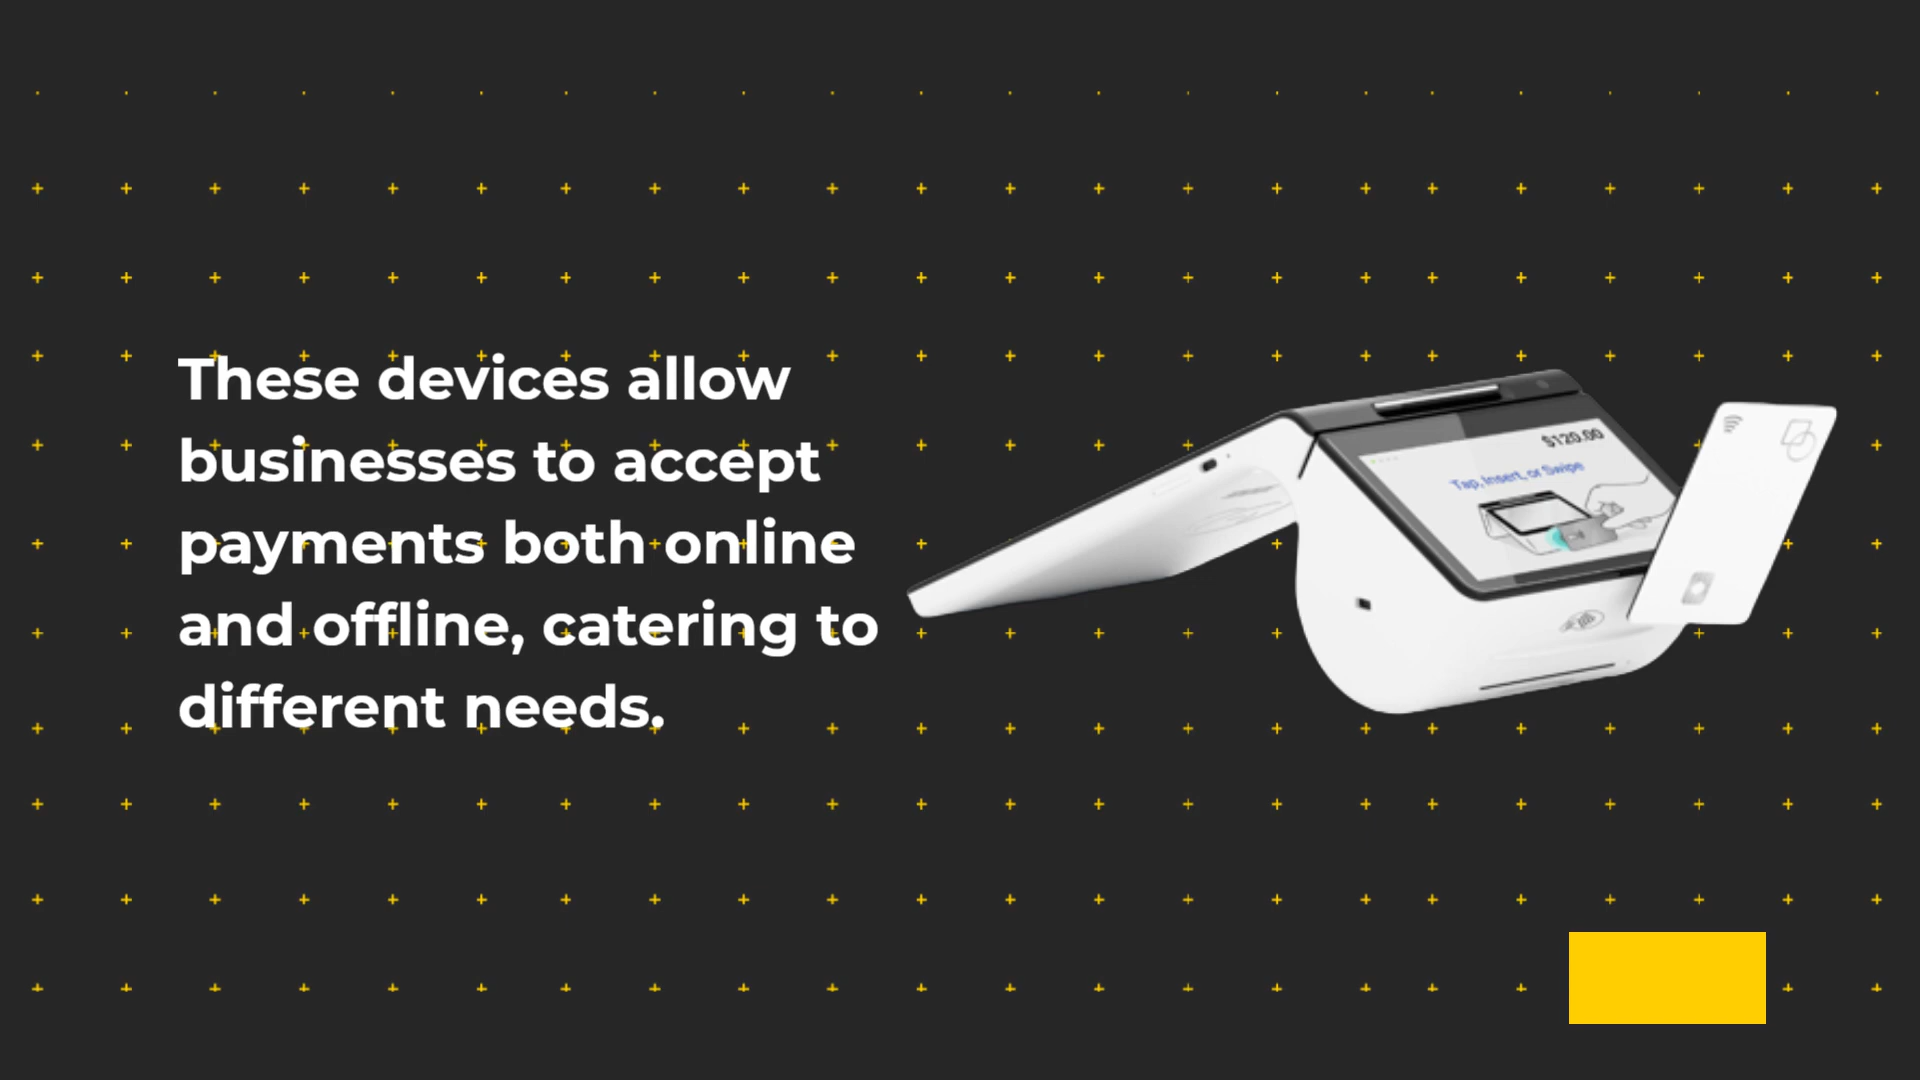 These devices allow
businesses to accept
payments both online
and offline, catering to
different needs.
$120.00
Tap, Insert, or Swipe